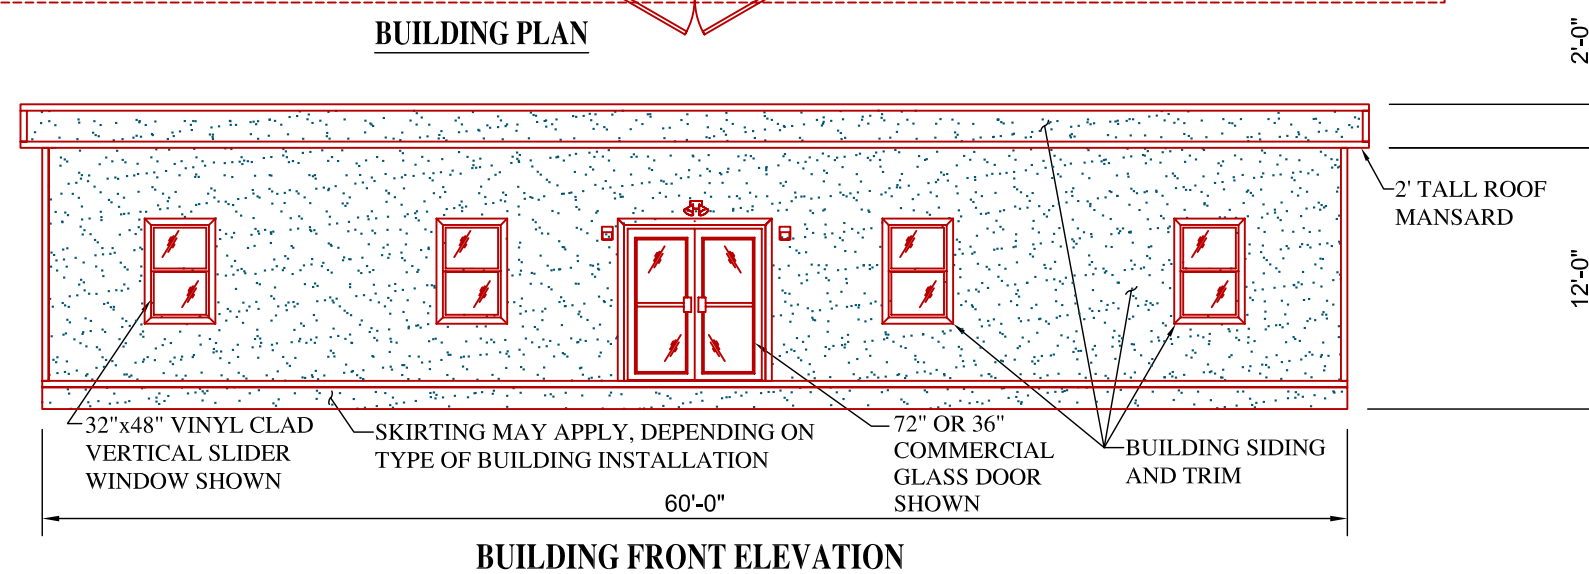 BUILDING PLAN
2'-0"
2' TALL ROOF
MANSARD
12'-0"
32"x48" VINYL CLAD
VERTICAL SLIDER
WINDOW SHOWN
SKIRTING MAY APPLY, DEPENDING ON
TYPE OF BUILDING INSTALLATION
72" OR 36"
COMMERCIAL
GLASS DOOR
SHOWN
BUILDING SIDING
AND TRIM
60'-0"
BUILDING FRONT ELEVATION